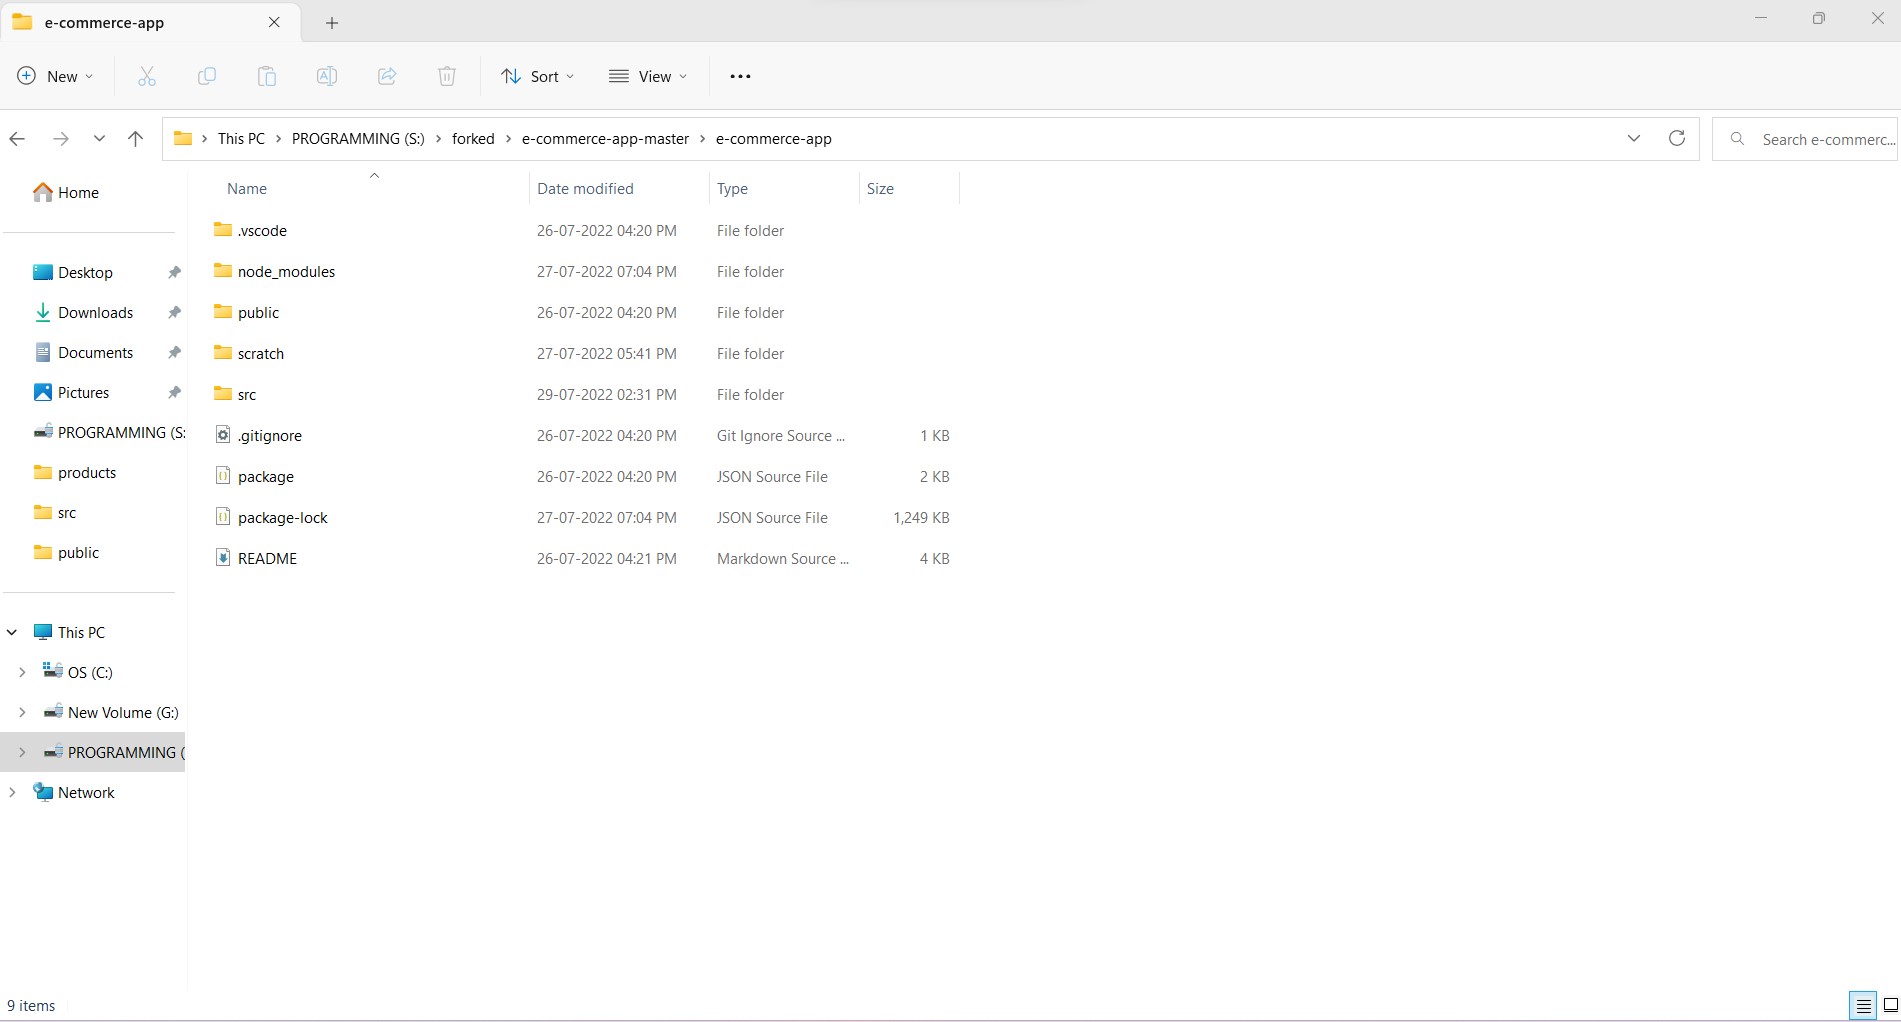 e-commerce-app
New
Sort
View
This PC > PROGRAMMING (S:) > forked > e-commerce-app-master > e-commerce-app
Search e-commerc...
Home
Desktop
Downloads
Documents
Pictures
PROGRAMMING (S:
products
src
public
This PC
OS (C:)
New Volume (G:)
PROGRAMMING (
Network
Name Date modified Type Size
.vscode 26-07-2022 04:20 PM File folder
node_modules 27-07-2022 07:04 PM File folder
public 26-07-2022 04:20 PM File folder
scratch 27-07-2022 05:41 PM File folder
src 29-07-2022 02:31 PM File folder
.gitignore 26-07-2022 04:20 PM Git Ignore Source ... 1 KB
package 26-07-2022 04:20 PM JSON Source File 2 KB
package-lock 27-07-2022 07:04 PM JSON Source File 1,249 KB
README 26-07-2022 04:21 PM Markdown Source ... 4 KB
9 items